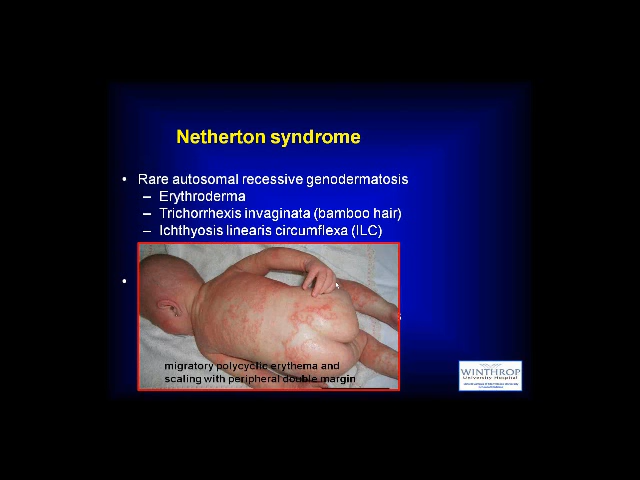 Netherton syndrome
• Rare autosomal recessive genodermatosis
– Erythroderma
– Trichorrhexis invaginata (bamboo hair)
– Ichthyosis linearis circumflexa (ILC)
•
migratory polycyclic erythema and
scaling with peripheral double margin
WINTHROP
University Hospital